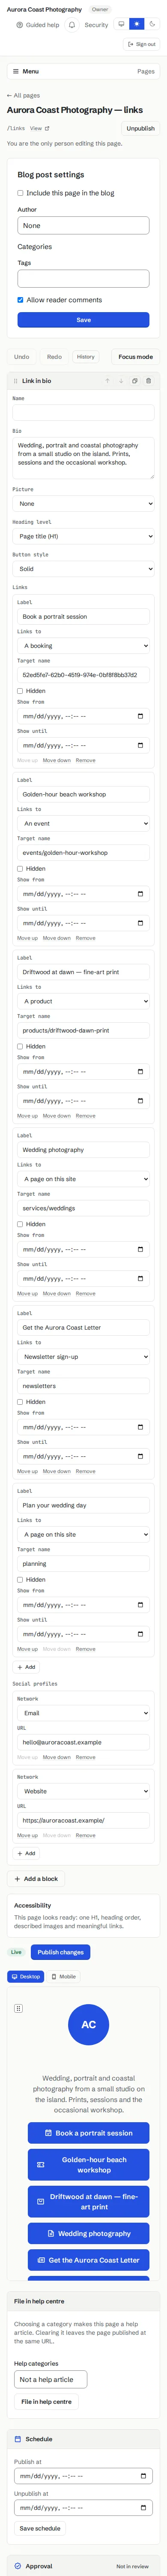 Aurora Coast Photography Owner
Guided help Security
Sign out
Menu Pages
← All pages
Aurora Coast Photography — links
/links View Unpublish
You are the only person editing this page.
Blog post settings
Include this page in the blog
Author
None
Categories
Tags
Allow reader comments
Save
Undo Redo History Focus mode
Link in bio
Name
Bio
Wedding, portrait and coastal photography
from a small studio on the island. Prints,
sessions and the occasional workshop.
Picture
None
Heading level
Page title (H1)
Button style
Solid
Links
Label
Book a portrait session
Links to
A booking
Target name
Hidden
Show from
mm/dd/yyyy, --:-- --
Show until
mm/dd/yyyy, --:-- --
Move up Move down Remove
Label
Golden-hour beach workshop
Links to
An event
Target name
events/golden-hour-workshop
Hidden
Show from
mm/dd/yyyy, --:-- --
Show until
mm/dd/yyyy, --:-- --
Move up Move down Remove
Label
Driftwood at dawn — fine-art print
Links to
A product
Target name
products/driftwood-dawn-print
Hidden
Show from
mm/dd/yyyy, --:-- --
Show until
mm/dd/yyyy, --:-- --
Move up Move down Remove
Label
Wedding photography
Links to
A page on this site
Target name
services/weddings
Hidden
Show from
mm/dd/yyyy, --:-- --
Show until
mm/dd/yyyy, --:-- --
Move up Move down Remove
Label
Get the Aurora Coast Letter
Links to
Newsletter sign-up
Target name
newsletters
Hidden
Show from
mm/dd/yyyy, --:-- --
Show until
mm/dd/yyyy, --:-- --
Move up Move down Remove
Label
Plan your wedding day
Links to
A page on this site
Target name
planning
Hidden
Show from
mm/dd/yyyy, --:-- --
Show until
mm/dd/yyyy, --:-- --
Move up Move down Remove
+ Add
Social profiles
Network
Email
URL
hello@auroracoast.example
Move up Move down Remove
Network
Website
URL
https://auroracoast.example/
Move up Move down Remove
+ Add
+ Add a block
Accessibility
This page looks ready: one H1, heading order,
described images and meaningful links.
Live Publish changes
Desktop Mobile
AC
Wedding, portrait and coastal
photography from a small studio on
the island. Prints, sessions and the
occasional workshop.
Book a portrait session
Golden-hour beach
workshop
Driftwood at dawn — fine-
art print
Wedding photography
Get the Aurora Coast Letter
File in help centre
Choosing a category makes this page a help
article. Clearing it leaves the page published at
the same URL.
Help categories
Not a help article
File in help centre
Schedule
Publish at
mm/dd/yyyy, --:-- --
Unpublish at
mm/dd/yyyy, --:-- --
Save schedule
Approval Not in review